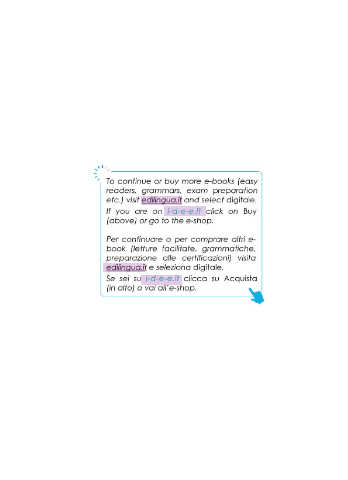 To continue or buy more e-books (easy
readers, grammars, exam preparation
etc.) visit edilingua.it and select digitale.
If you are on i-d-e-e.it click on Buy
(above) or go to the e-shop.
Per continuare o per comprare altri e-
book (letture facilitate, grammatiche,
preparazione alle certificazioni) visita
edilingua.it e seleziona digitale.
Se sei su i-d-e-e.it clicca su Acquista
(in alto) o vai all'e-shop.